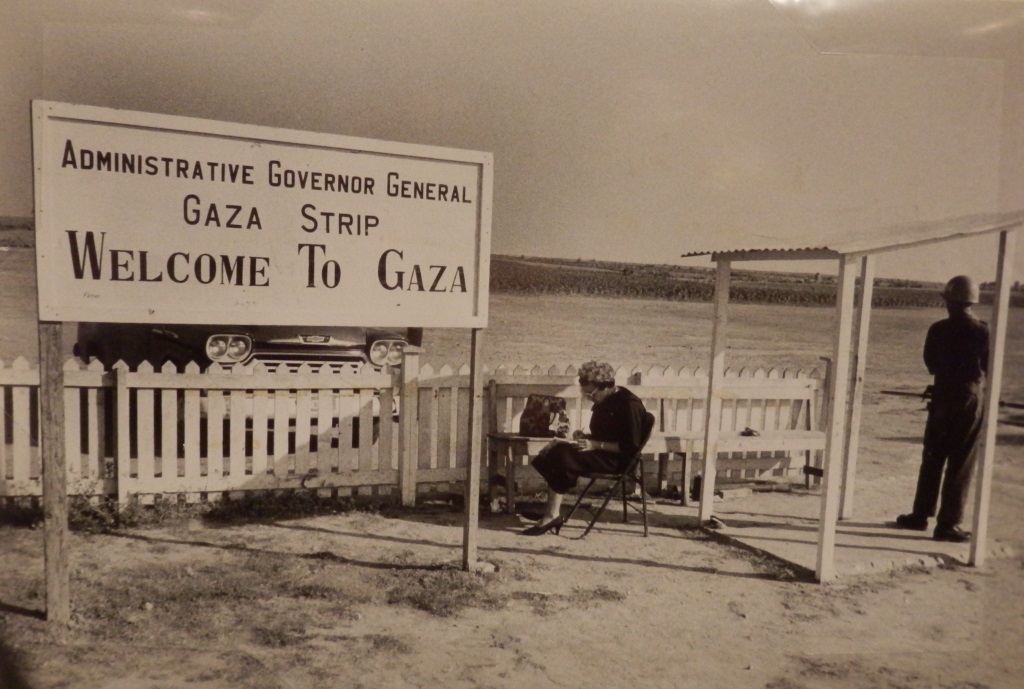 ADMINISTRATIVE GOVERNOR GENERAL
GAZA STRIP
WELCOME TO GAZA